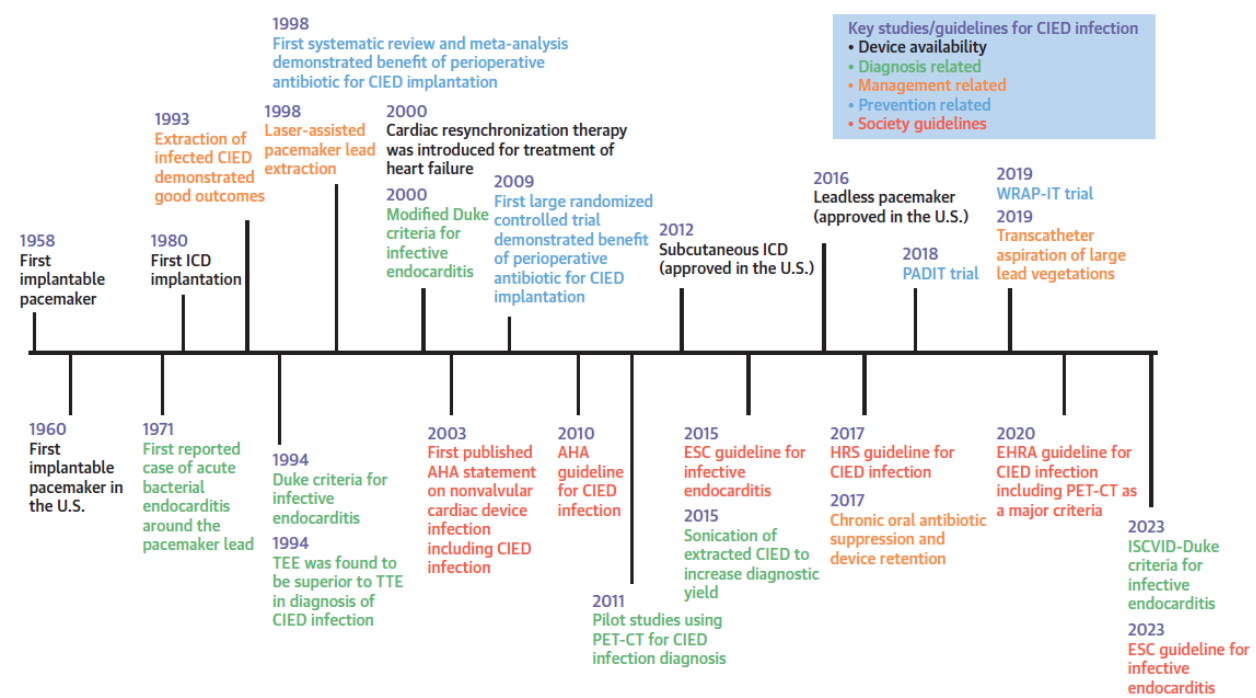 1998
First systematic review and meta-analysis
demonstrated benefit of perioperative
antibiotic for CIED implantation
Key studies/guidelines for CIED infection
• Device availability
• Diagnosis related
• Management related
• Prevention related
• Society guidelines
1993
Extraction of
infected CIED
demonstrated
good outcomes
1998
Laser-assisted
pacemaker lead
extraction
2000
Cardiac resynchronization therapy
was introduced for treatment of
heart failure
2000
Modified Duke
criteria for
infective
endocarditis
2009
First large randomized
controlled trial
demonstrated benefit
of perioperative
antibiotic for CIED
implantation
2016
Leadless pacemaker
(approved in the U.S.)
2019
WRAP-IT trial
2019
Transcatheter
aspiration of large
lead vegetations
1958
First
implantable
pacemaker
1980
First ICD
implantation
2012
Subcutaneous ICD
(approved in the U.S.)
2018
PADIT trial
1960
First
implantable
pacemaker in
the U.S.
1971
First reported
case of acute
bacterial
endocarditis
around the
pacemaker lead
1994
Duke criteria for
infective
endocarditis
1994
TEE was found to
be superior to TTE
in diagnosis of
CIED infection
2003
First published
AHA statement
on nonvalvular
cardiac device
infection
including CIED
infection
2010
AHA
guideline
for CIED
infection
2011
Pilot studies using
PET-CT for CIED
infection diagnosis
2015
ESC guideline for
infective
endocarditis
2015
Sonication of
extracted CIED to
increase diagnostic
yield
2017
HRS guideline for
CIED infection
2017
Chronic oral antibiotic
suppression and
device retention
2020
EHRA guideline for
CIED infection
including PET-CT as
a major criteria
2023
ISCVID-Duke
criteria for
infective
endocarditis
2023
ESC guideline for
infective
endocarditis